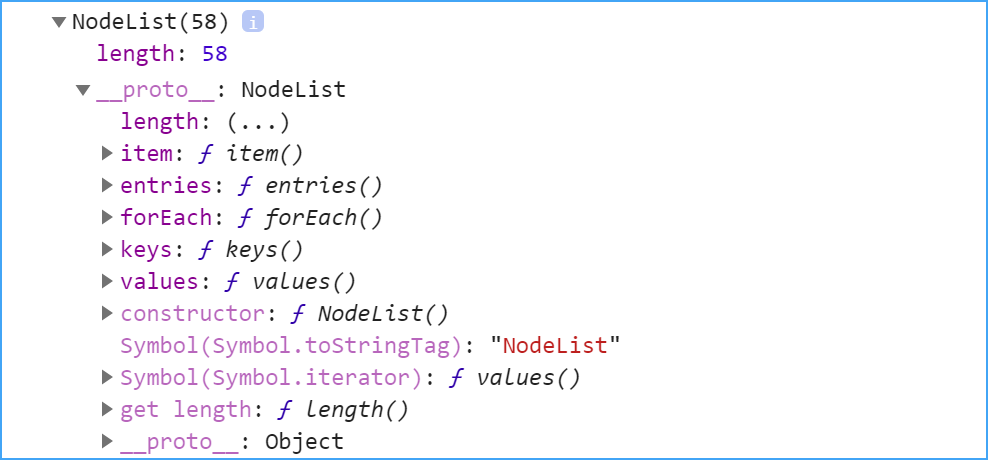 NodeList(58) i
length: 58
__proto__: NodeList
length: (...)
item: ƒ item()
entries: ƒ entries()
forEach: ƒ forEach()
keys: ƒ keys()
values: ƒ values()
constructor: ƒ NodeList()
Symbol(Symbol.toStringTag): "NodeList"
Symbol(Symbol.iterator): ƒ values()
get length: ƒ length()
__proto__: Object